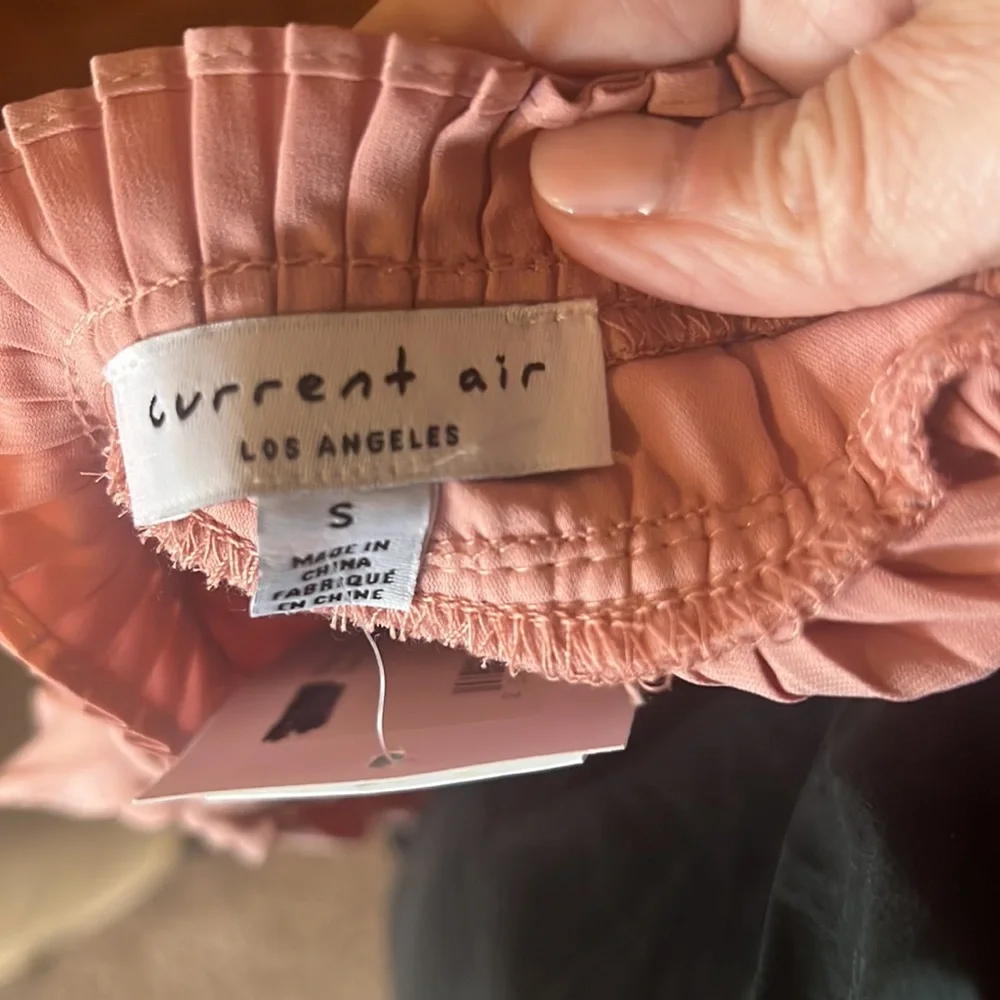 current air
LOS ANGELES
S
MADE IN
CHINA
FABRIQUÉ
EN CHINE